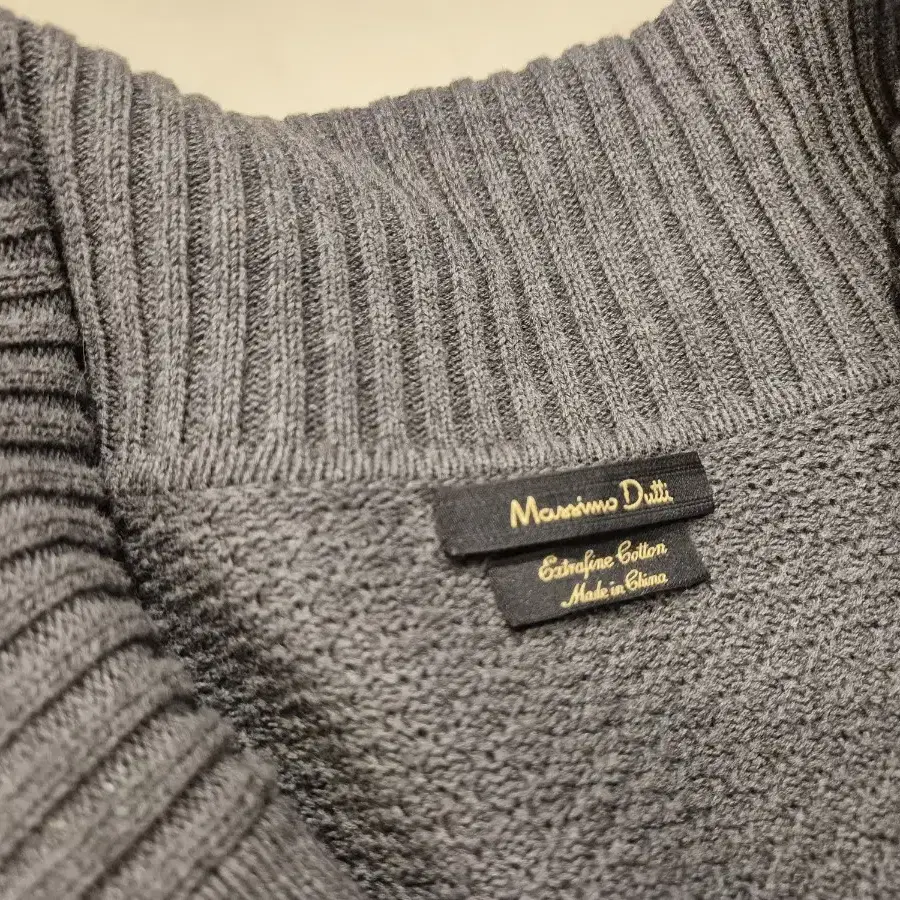 Massimo Dutti
Extrafine Cotton
Made in China